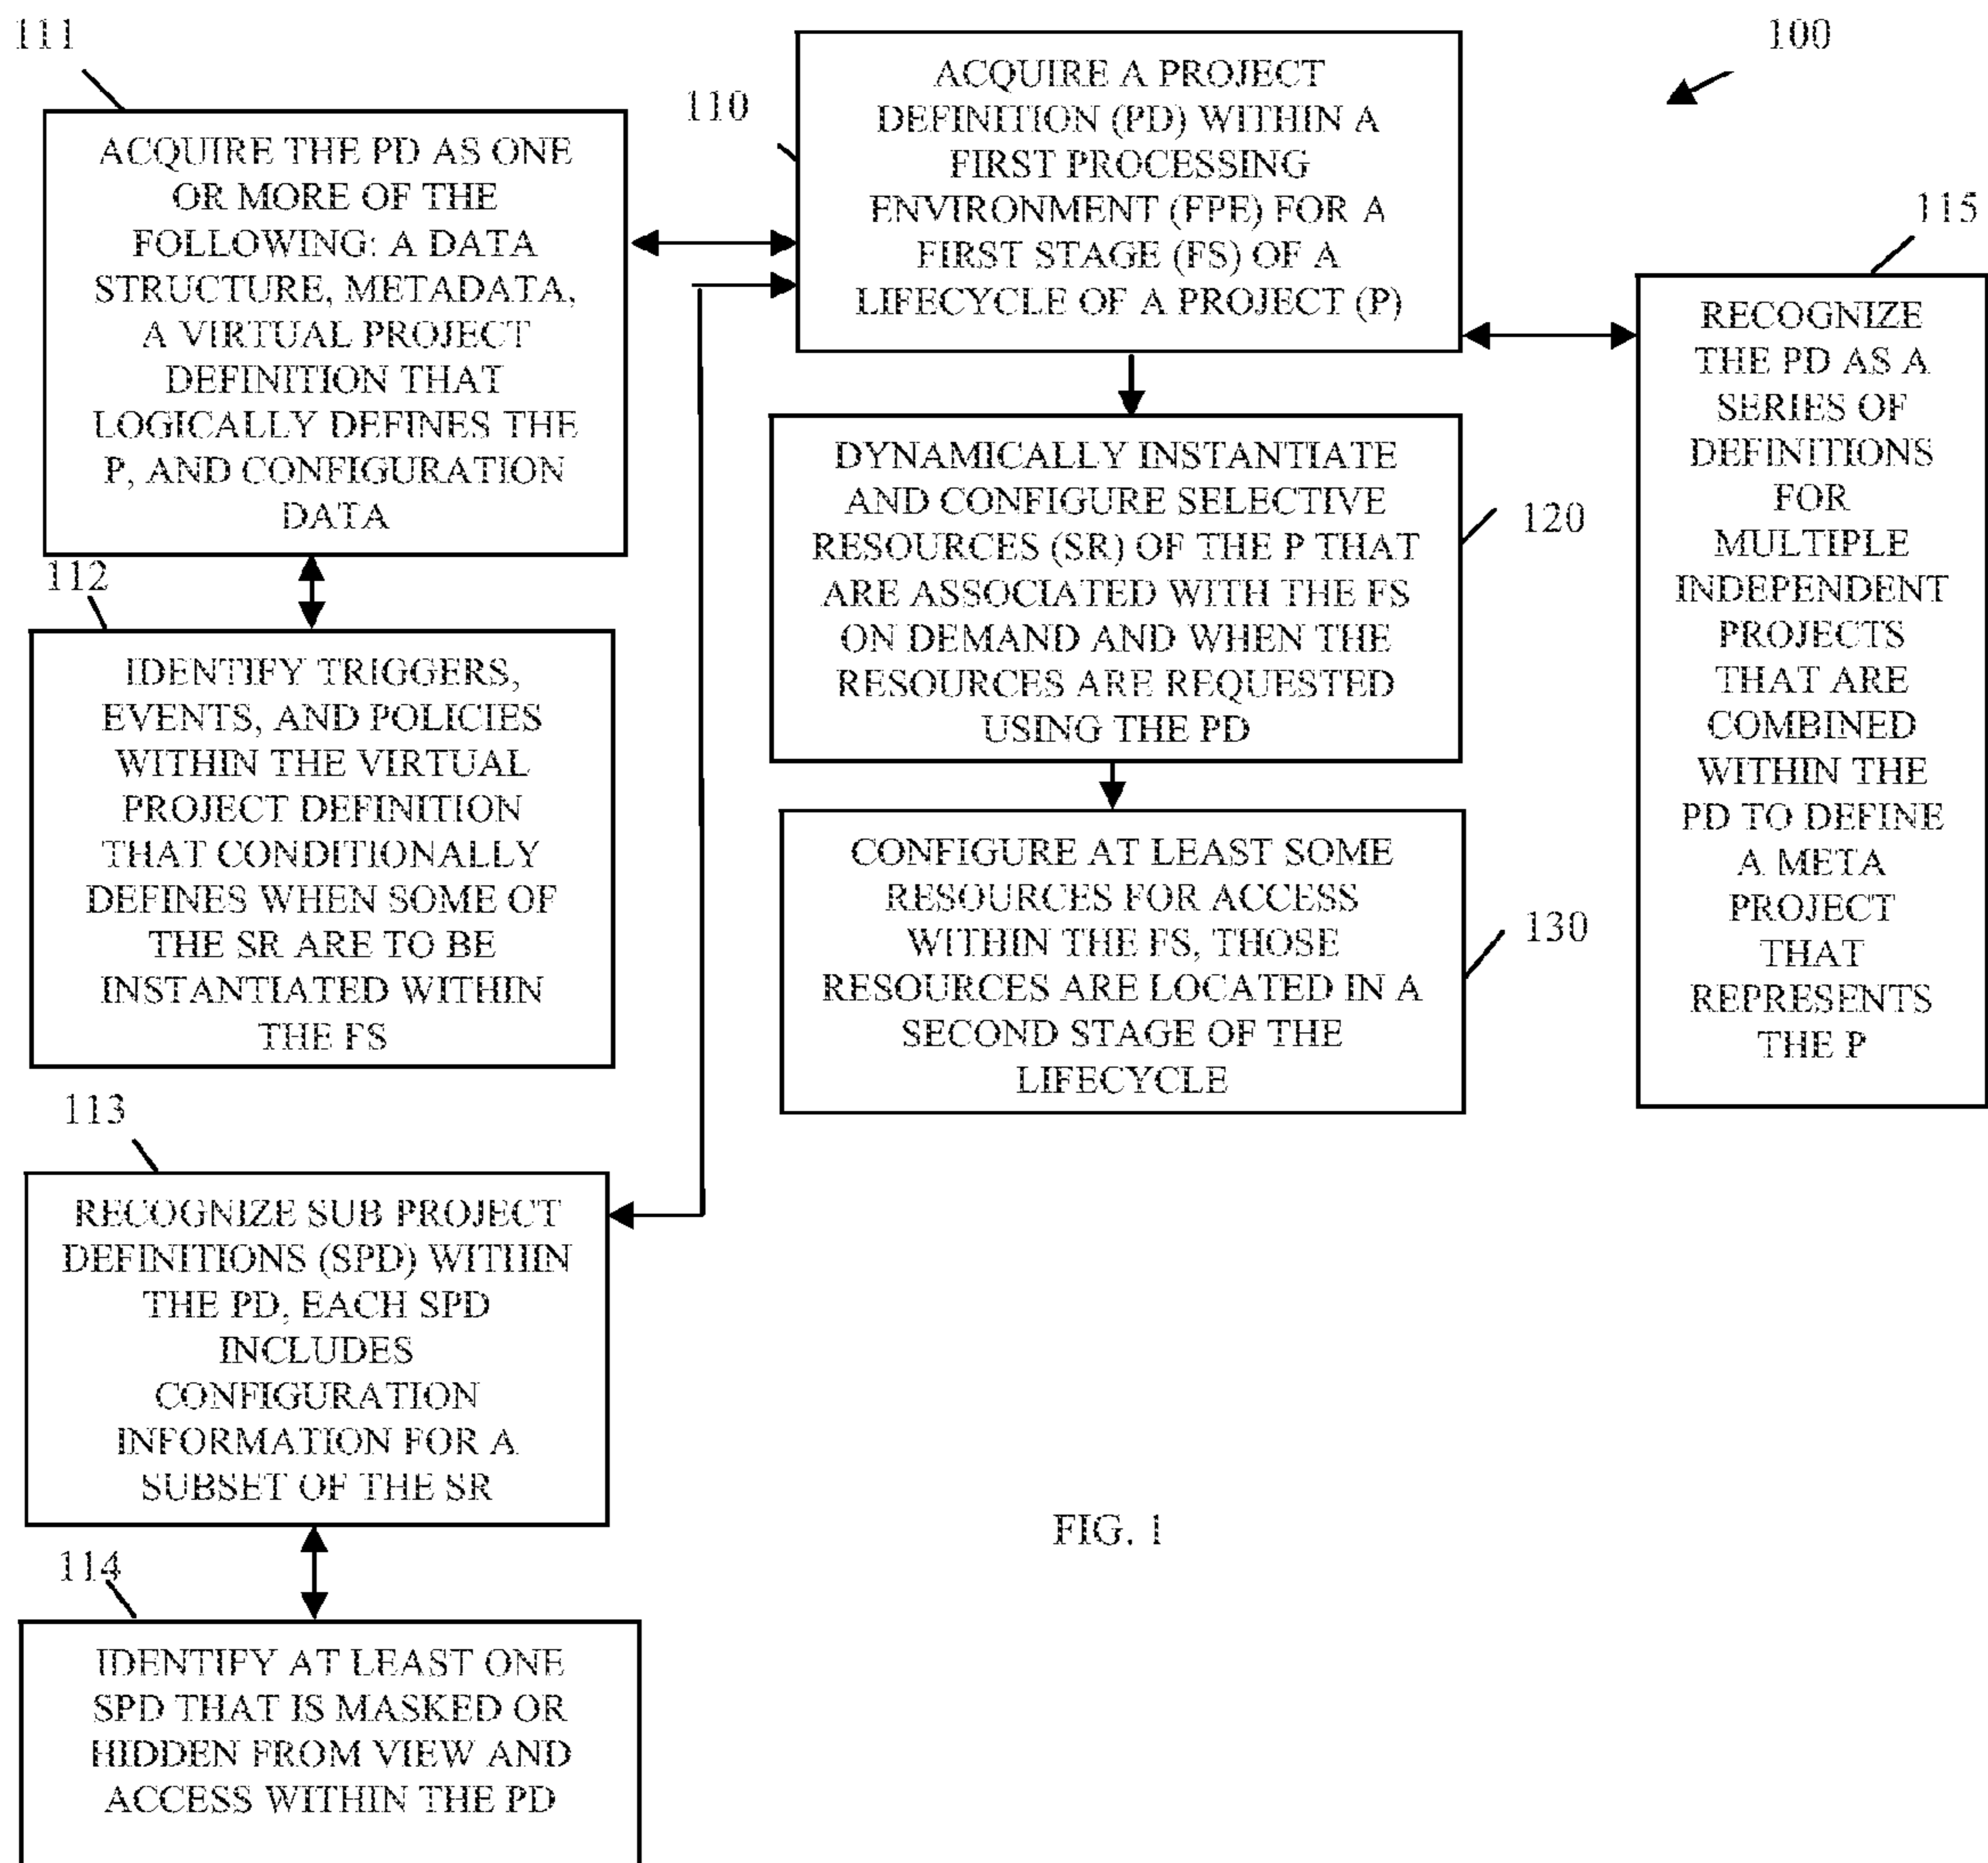 111
ACQUIRE THE PD AS ONE
OR MORE OF THE
FOLLOWING: A DATA
STRUCTURE, METADATA,
A VIRTUAL PROJECT
DEFINITION THAT
LOGICALLY DEFINES THE
P, AND CONFIGURATION
DATA
110
ACQUIRE A PROJECT
DEFINITION (PD) WITHIN A
FIRST PROCESSING
ENVIRONMENT (FPE) FOR A
FIRST STAGE (FS) OF A
LIFECYCLE OF A PROJECT (P)
100
115
RECOGNIZE
THE PD AS A
SERIES OF
DEFINITIONS
FOR
MULTIPLE
INDEPENDENT
PROJECTS
THAT ARE
COMBINED
WITHIN THE
PD TO DEFINE
A META
PROJECT
THAT
REPRESENTS
THE P
DYNAMICALLY INSTANTIATE
AND CONFIGURE SELECTIVE
RESOURCES (SR) OF THE P THAT
ARE ASSOCIATED WITH THE FS
ON DEMAND AND WHEN THE
RESOURCES ARE REQUESTED
USING THE PD
120
112
IDENTIFY TRIGGERS,
EVENTS, AND POLICIES
WITHIN THE VIRTUAL
PROJECT DEFINITION
THAT CONDITIONALLY
DEFINES WHEN SOME OF
THE SR ARE TO BE
INSTANTIATED WITHIN
THE FS
CONFIGURE AT LEAST SOME
RESOURCES FOR ACCESS
WITHIN THE FS, THOSE
RESOURCES ARE LOCATED IN A
SECOND STAGE OF THE
LIFECYCLE
130
113
RECOGNIZE SUB PROJECT
DEFINITIONS (SPD) WITHIN
THE PD, EACH SPD
INCLUDES
CONFIGURATION
INFORMATION FOR A
SUBSET OF THE SR
114
IDENTIFY AT LEAST ONE
SPD THAT IS MASKED OR
HIDDEN FROM VIEW AND
ACCESS WITHIN THE PD
FIG. 1